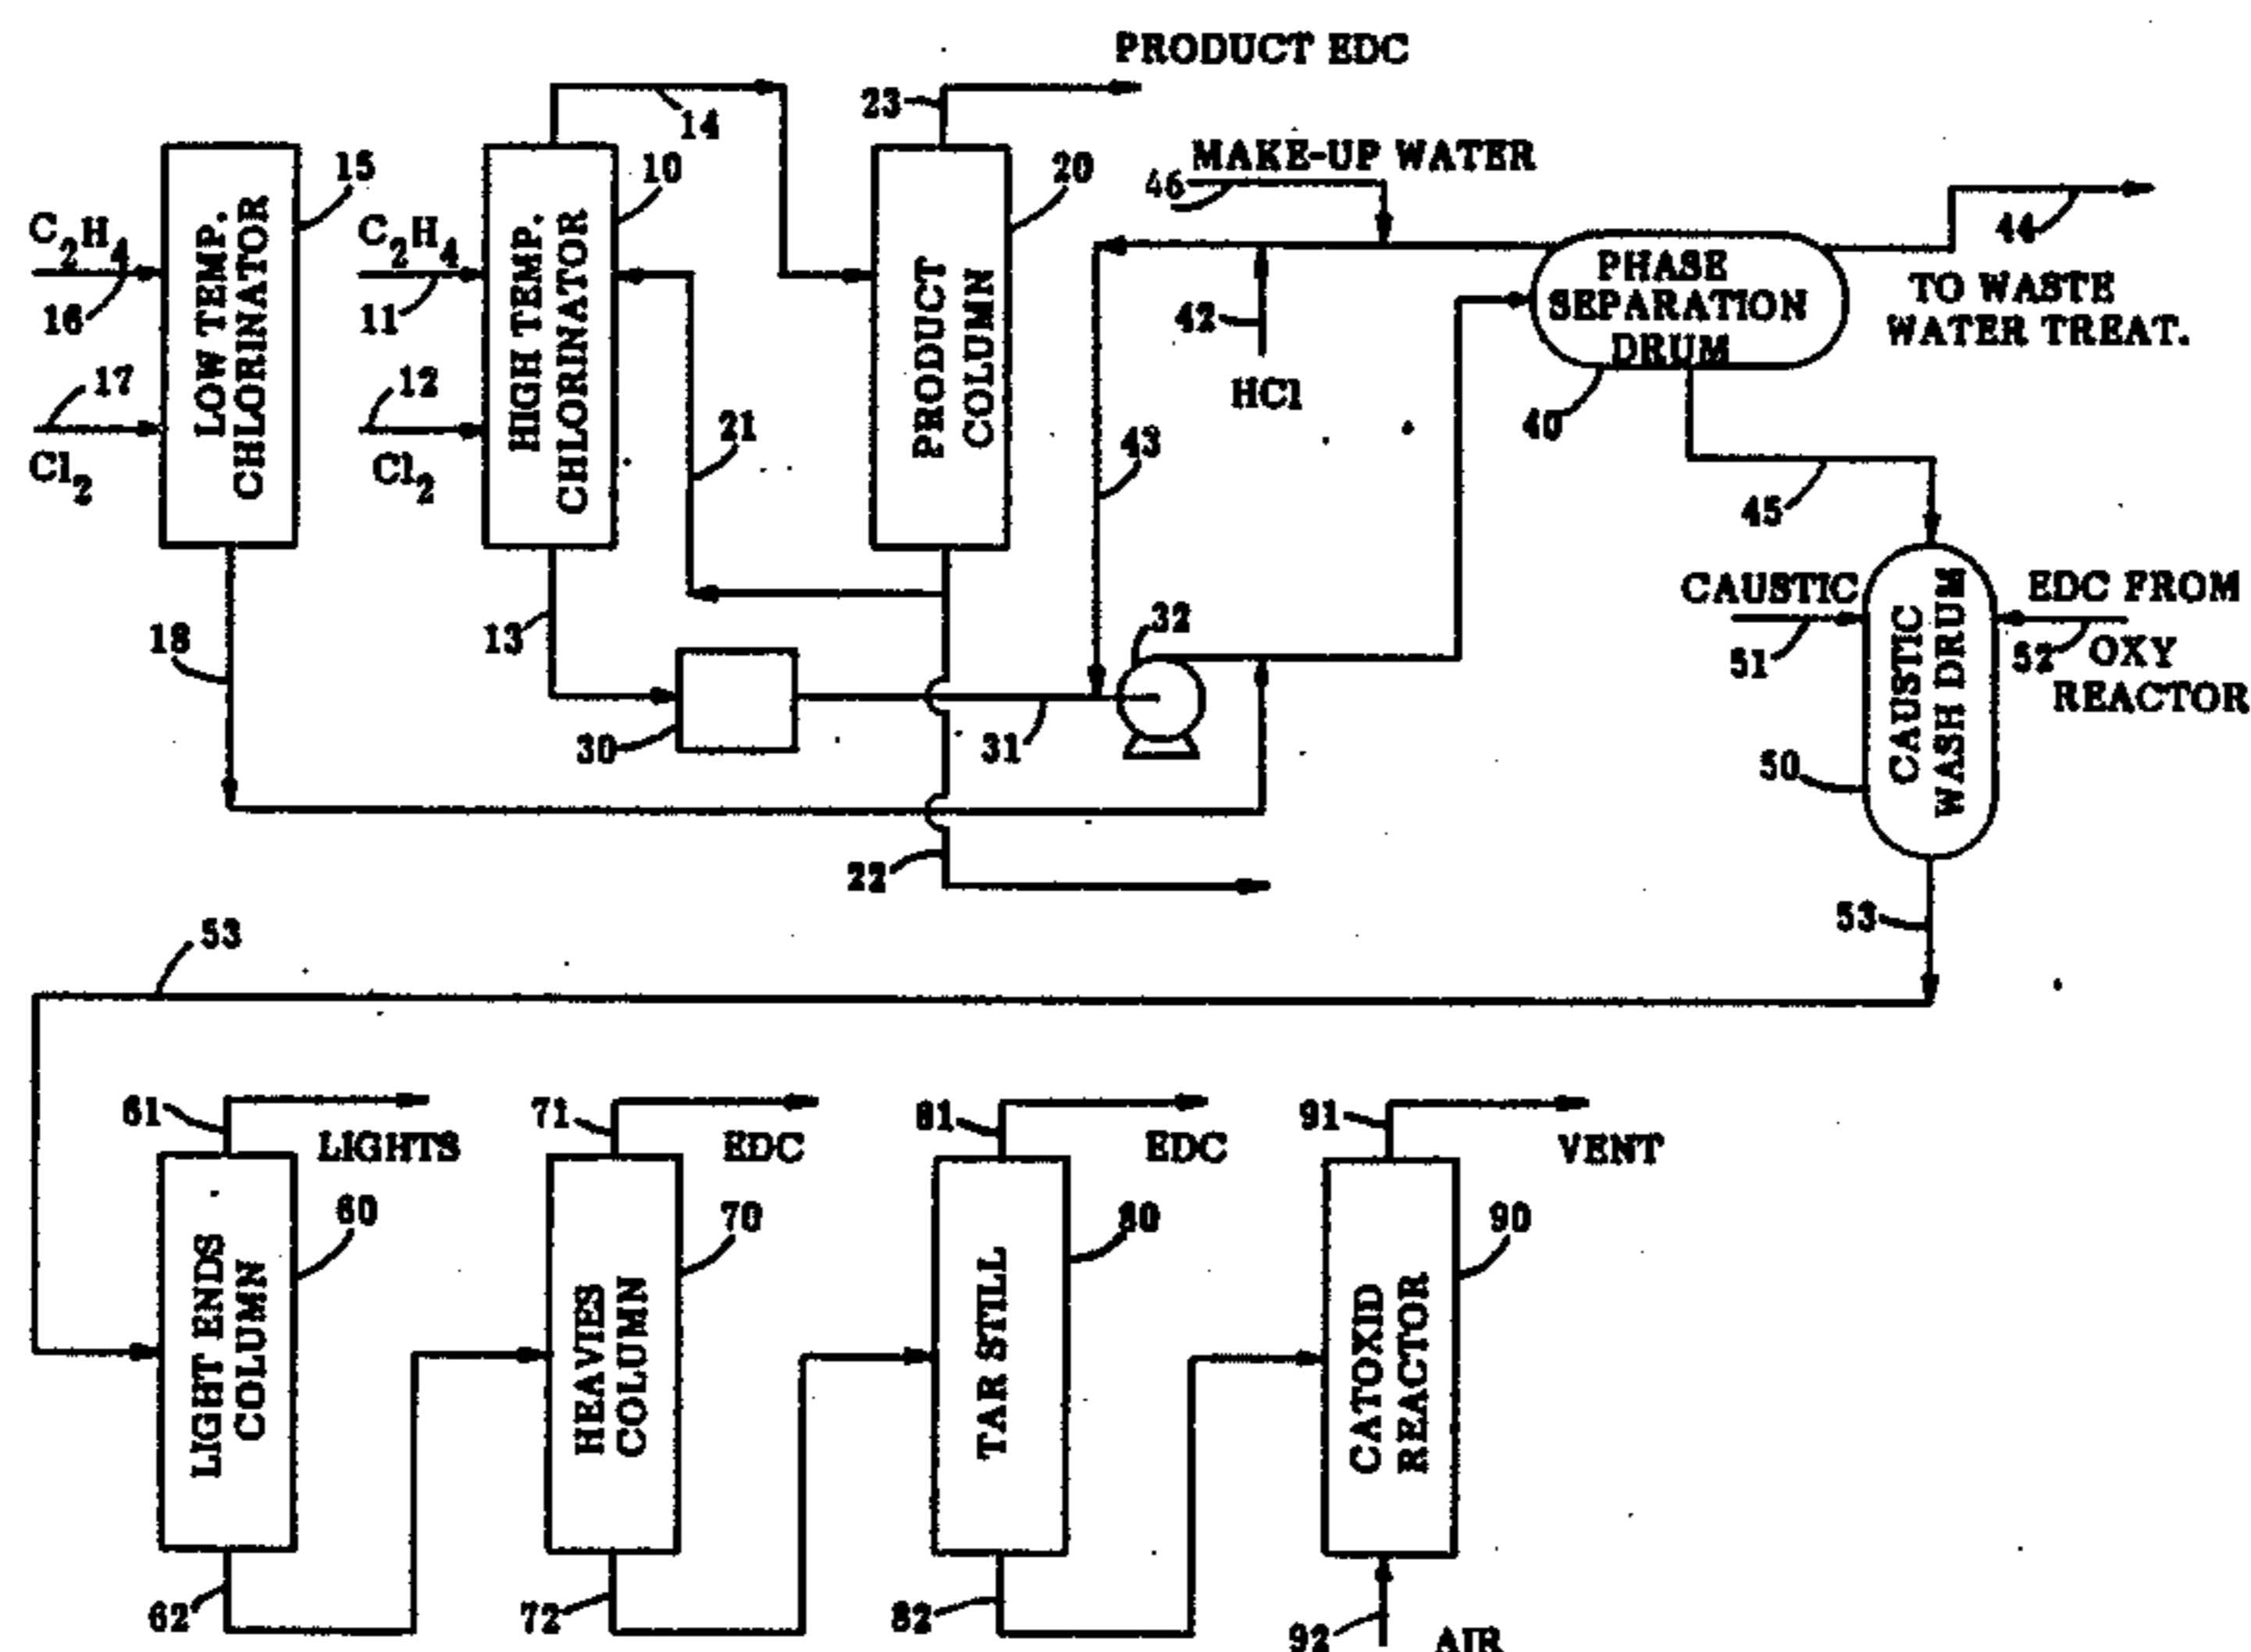 PRODUCT EDC
23
14
15
10
20
MAKE-UP WATER
46
C2H4
C2H4
16
11
17
12
Cl2
Cl2
LOW TEMP.
CHLORINATOR
HIGH TEMP.
CHLORINATOR
PRODUCT
COLUMN
21
42
HCl
43
PHASE
SEPARATION
DRUM
40
44
TO WASTE
WATER TREAT.
45
CAUSTIC
51
EDC FROM
52 OXY
REACTOR
CAUSTIC
WASH DRUM
50
18
13
30
31
32
22
53
53
61
LIGHTS
71
EDC
81
EDC
91
VENT
60
70
80
90
LIGHT ENDS
COLUMN
HEAVIES
COLUMN
TAR STILL
CATOXID
REACTOR
62
72
82
92
AIR